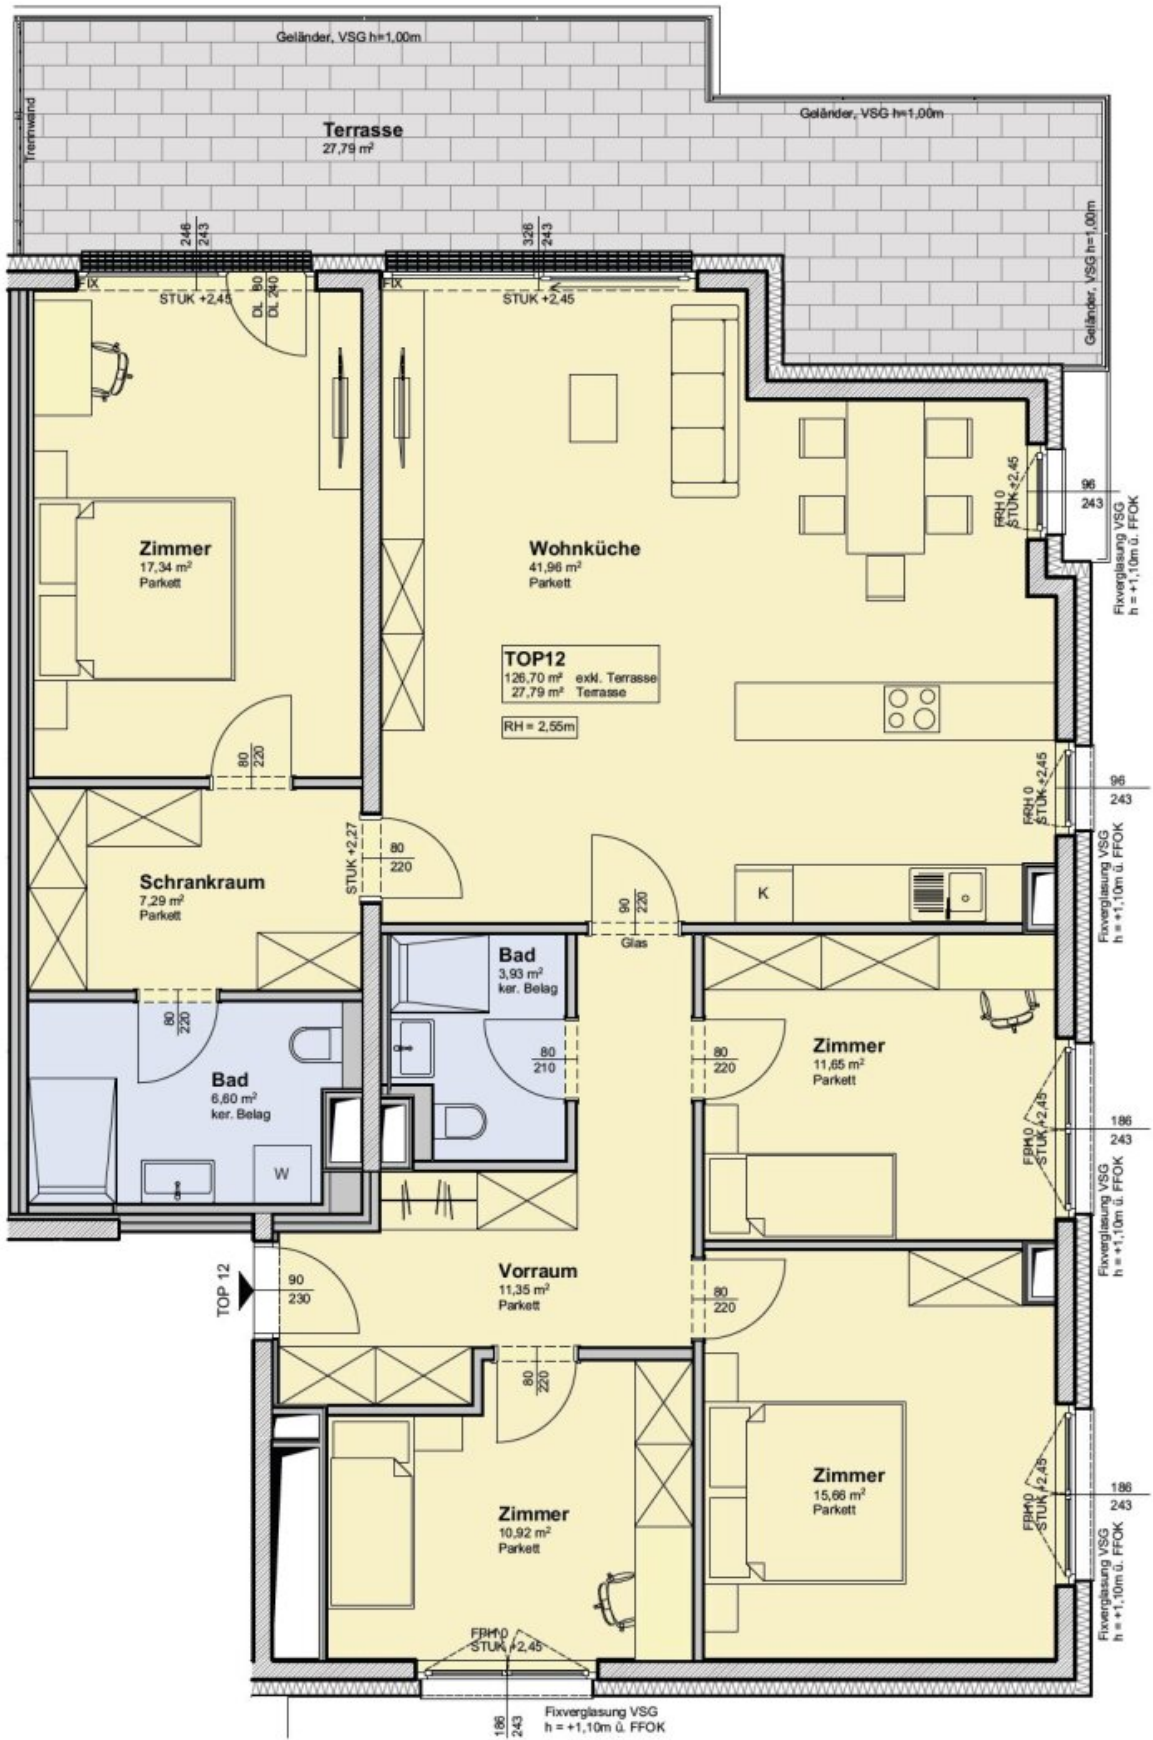 Geländer, VSG h=1,00m
Geländer, VSG h=1,00m
Trennwand
Terrasse
27,79 m²
Geländer, VSG h=1,00m
246
243
326
243
FIX
STUK +2,45
DL 80
DL 240
FIX
STUK +2,45
FRH 0
STUK +2,45
96
243
Fixverglasung VSG
h = +1,10m ü. FFOK
Zimmer
17,34 m²
Parkett
Wohnküche
41,96 m²
Parkett
TOP12
126,70 m² exkl. Terrasse
27,79 m² Terrasse
RH = 2,55m
80
220
FRH 0
STUK +2,45
96
243
Fixverglasung VSG
h = +1,10m ü. FFOK
STUK +2,27
80
220
Schrankraum
7,29 m²
Parkett
90
220
Glas
K
Bad
3,93 m²
ker. Belag
80
220
80
210
80
220
Zimmer
11,65 m²
Parkett
Bad
6,60 m²
ker. Belag
W
FPH 0
STUK +2,45
186
243
Fixverglasung VSG
h = +1,10m ü. FFOK
TOP 12
90
230
Vorraum
11,35 m²
Parkett
80
220
80
220
Zimmer
15,66 m²
Parkett
FPH 0
STUK +2,45
186
243
Fixverglasung VSG
h = +1,10m ü. FFOK
Zimmer
10,92 m²
Parkett
FPH 0
STUK +2,45
186
243
Fixverglasung VSG
h = +1,10m ü. FFOK